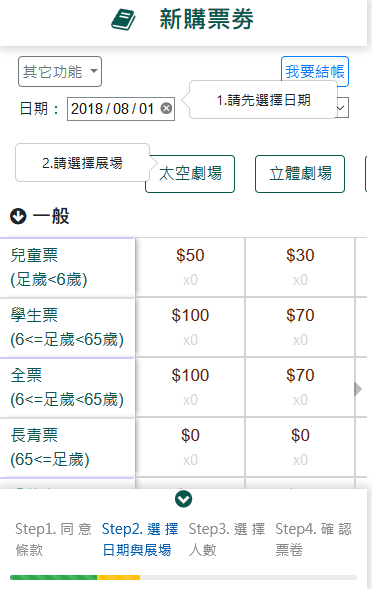 新購票券
其它功能
我要結帳
日期： 2018 / 08 / 01
1.請先選擇日期
2.請選擇展場
太空劇場
立體劇場
一般
兒童票
(足歲<6歲)
$50
x0
$30
x0
學生票
(6<=足歲<65歲)
$100
x0
$70
x0
全票
(6<=足歲<65歲)
$100
x0
$70
x0
長青票
(65<=足歲)
$0
x0
$0
x0
Step1. 同意
條款
Step2. 選擇
日期與展場
Step3. 選擇
人數
Step4. 確認
票卷